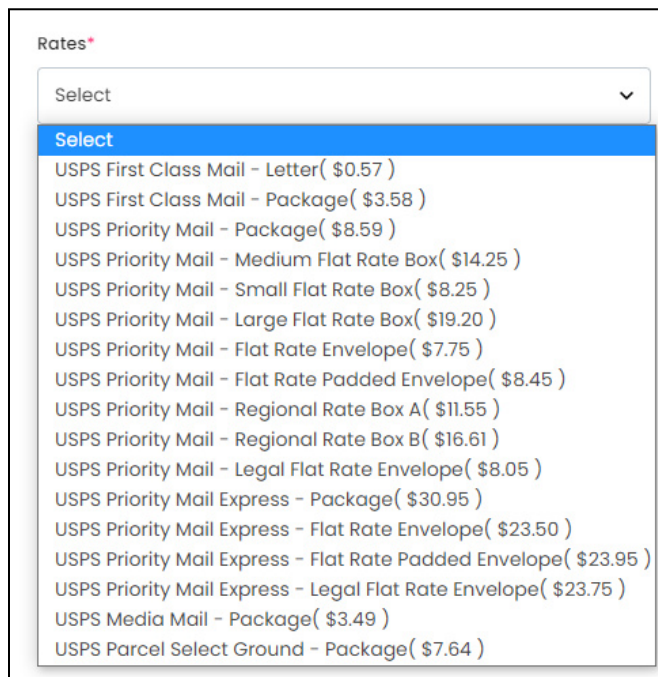 Rates*
Select
Select
USPS First Class Mail - Letter( $0.57 )
USPS First Class Mail - Package( $3.58 )
USPS Priority Mail - Package( $8.59 )
USPS Priority Mail - Medium Flat Rate Box( $14.25 )
USPS Priority Mail - Small Flat Rate Box( $8.25 )
USPS Priority Mail - Large Flat Rate Box( $19.20 )
USPS Priority Mail - Flat Rate Envelope( $7.75 )
USPS Priority Mail - Flat Rate Padded Envelope( $8.45 )
USPS Priority Mail - Regional Rate Box A( $11.55 )
USPS Priority Mail - Regional Rate Box B( $16.61 )
USPS Priority Mail - Legal Flat Rate Envelope( $8.05 )
USPS Priority Mail Express - Package( $30.95 )
USPS Priority Mail Express - Flat Rate Envelope( $23.50 )
USPS Priority Mail Express - Flat Rate Padded Envelope( $23.95 )
USPS Priority Mail Express - Legal Flat Rate Envelope( $23.75 )
USPS Media Mail - Package( $3.49 )
USPS Parcel Select Ground - Package( $7.64 )